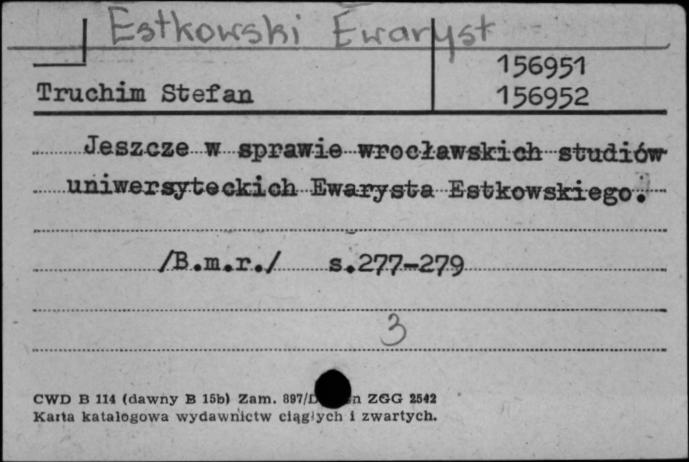 Estkowski Ewaryst
156951
Truchim Stefan 156952
Jeszcze w sprawie wrocławskich studiów
uniwersyteckich Ewarysta Estkowskiego.
/B.m.r./ s.277-279
3
CWD B 114 (dawny B 15b) Zam. 897/D n ZGG 2542
Karta katalogowa wydawnictw ciągłych i zwartych.